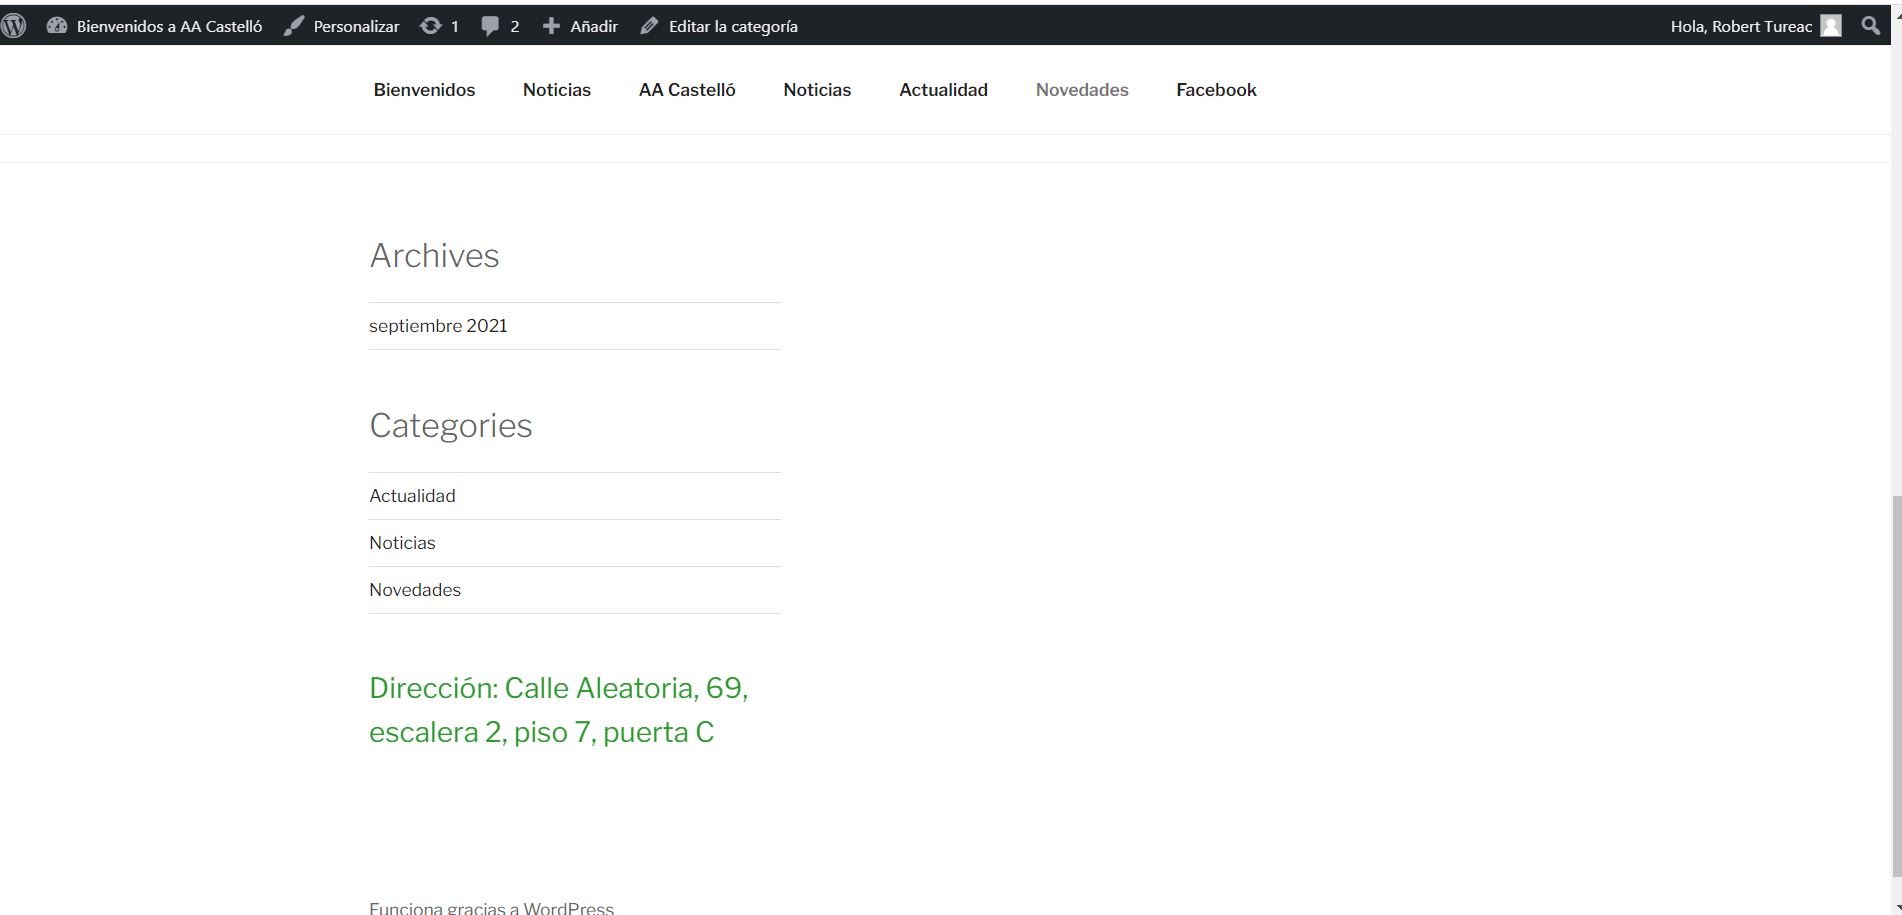 Bienvenidos a AA Castelló Personalizar 1 2 Añadir Editar la categoría Hola, Robert Tureac
Bienvenidos Noticias AA Castelló Noticias Actualidad Novedades Facebook
Archives
septiembre 2021
Categories
Actualidad
Noticias
Novedades
Dirección: Calle Aleatoria, 69,
escalera 2, piso 7, puerta C
Funciona gracias a WordPress